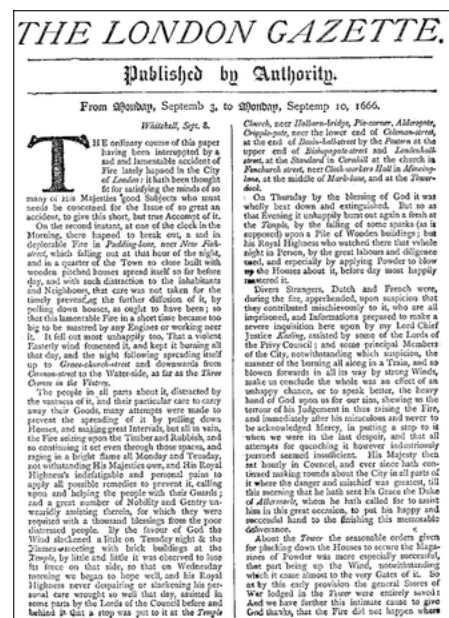 THE LONDON GAZETTE.
Published by Authority.
From Monday, Septemb 3, to Monday, Septemp 10, 1666.
Whitehall, Sept. 8.
THE ordinary course of this paper
having been interrupted by a
sad and lamentable accident of
Fire lately hapned in the City
of London: it hath been thought
fit for satisfying the minds of so
many of His Majesties good Subjects who must
needs be concerned for the Issue of so great an
accident, to give this short, but true Accompt of it.
On the second instant, at one of the clock in the
Morning, there hapned to break out, a sad in
deplorable Fire in Pudding-lane, neer New Fish-
street, which falling out at that hour of the night,
and in a quarter of the Town so close built with
wooden pitched houses spread itself so far before
day, and with such distraction to the inhabitants
and Neighbours, that care was not taken for the
timely preventing the further diffusion of it, by
pulling down houses, as ought to have been; so
that this lamentable Fire in a short time became too
big to be mastred by any Engines or working neer
it. It fell out most unhappily too, That a violent
Easterly wind fomented it, and kept it burning all
that day, and the night following spreading itself
up to Grace-church-street and downwards from
Cannon-street to the Water-side, as far as the Three
Cranes in the Vintrey.
The people in all parts about it, distracted by
the vastness of it, and their particular care to carry
away their Goods, many attempts were made to
prevent the spreading of it by pulling down
Houses, and making great Intervals, but all in vain,
the Fire seizing upon the Timber and Rubbish, and
so continuing it set even through those spaces, and
raging in a bright flame all Monday and Tuesday,
not withstanding His Majesties own, and His Royal
Highness's indefatigable and personal pains to
apply all possible remedies to prevent it, calling
upon and helping the people with their Guards;
and a great number of Nobility and Gentry un-
weariedly assisting therein, for which they were
requited with a thousand blessings from the poor
distressed people. By the favour of God the
Wind slackened a little on Tuesday night & the
Flames meeting with brick buildings at the
Temple, by little and little it was observed to lose
its force on that side, so that on Wednesday
morning we began to hope well, and his Royal
Highness never despairing or slackening his per-
sonal care wrought so well that day, assisted in
some parts by the Lords of the Council before and
behind it that a stop was put to it at the Temple
Church, neer Holborn-bridge, Pie-corner, Aldersgate,
Cripple-gate, neer the lower end of Coleman-street,
at the end of Basin-hall-street by the Postern at the
upper end of Bishopsgate-street and Leadenhall-
street, at the Standard in Cornhill at the church in
Fenchurch street, neer Cloth-workers Hall in Mincing-
lane, at the middle of Mark-lane, and at the Tower-
dock.
On Thursday by the blessing of God it was
wholly beat down and extinguished. But so as
that Evening it unhappily burst out again a fresh at
the Temple, by the falling of some sparks (as is
supposed) upon a Pile of Wooden buildings; but
his Royal Highness who watched there that whole
night in Person, by the great labours and diligence
used, and especially by applying Powder to blow
up the Houses about it, before day most happily
mastered it.
Divers Strangers, Dutch and French were,
during the fire, apprehended, upon suspicion that
they contributed mischievously to it, who are all
imprisoned, and Informations prepared to make a
severe inquisition here upon by my Lord Chief
Justice Keeling, assisted by some of the Lords of
the Privy Council; and some principal Members
of the City, notwithstanding which suspicion, the
manner of the burning all along in a Train, and so
blowen forwards in all its way by strong Winds,
make us conclude the whole was an effect of an
unhappy chance, or to speak better, the heavy
hand of God upon us for our sins, shewing us the
terrour of his Judgement in thus raising the Fire,
and immediately after his miraculous and never to
be acknowledged Mercy, in putting a stop to it
when we were in the last despair, and that all
attempts for quenching it however industriously
pursued seemed insufficient. His Majesty then
sat hourly in Council, and ever since hath con-
tinued making rounds about the City in all parts of
it where the danger and mischief was greatest, till
this morning that he hath sent his Grace the Duke
of Albemarle, whom he hath called for to assist
him in this great occasion, to put his happy and
successful hand to the finishing this memorable
deliverance.
About the Tower the seasonable orders given
for plucking down the Houses to secure the Maga-
zines of Powder was more especially successful,
that part being up the Wind, notwithstanding
which it came almost to the very Gates of it. So
as by this early provision the general Stores of
War lodged in the Tower were entirely saved:
And we have further this intimate cause to give
God thanks, that the Fire did not happen where